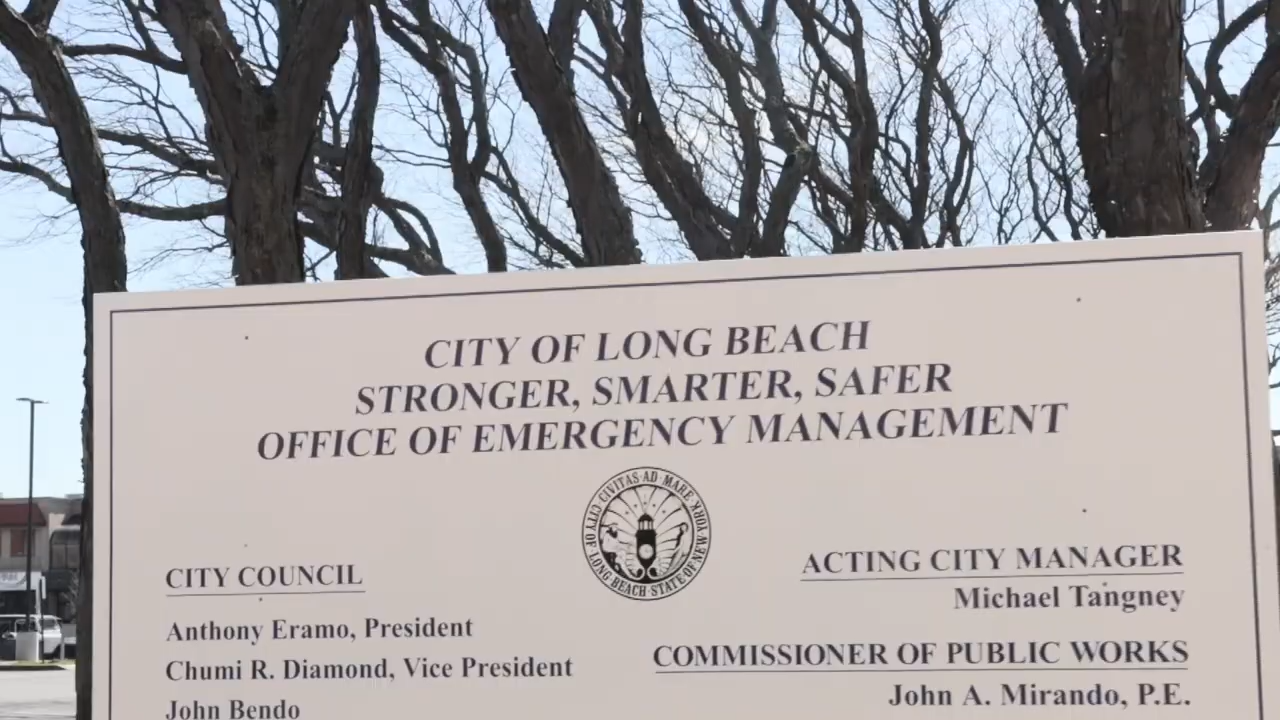 CITY OF LONG BEACH
STRONGER, SMARTER, SAFER
OFFICE OF EMERGENCY MANAGEMENT
CIVITAS·AD·MARE
CITY OF LONG BEACH·STATE OF NEW YORK
CITY COUNCIL
Anthony Eramo, President
Chumi R. Diamond, Vice President
John Bendo
ACTING CITY MANAGER
Michael Tangney
COMMISSIONER OF PUBLIC WORKS
John A. Mirando, P.E.